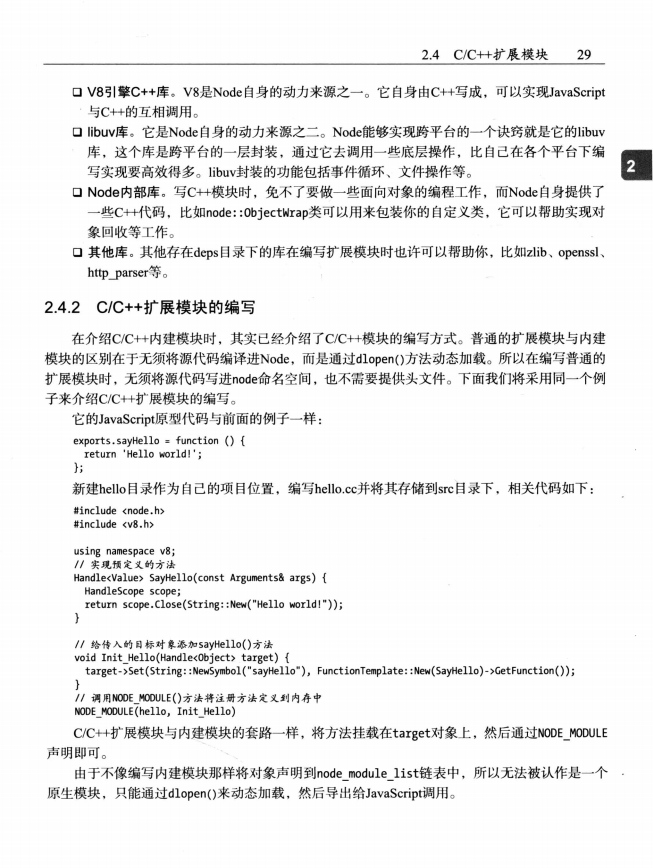 2.4 C/C++扩展模块 29
❑ V8引擎C++库。V8是Node自身的动力来源之一。它自身由C++写成，可以实现JavaScript
与C++的互相调用。
❑ libuv库。它是Node自身的动力来源之二。Node能够实现跨平台的一个诀窍就是它的libuv
库，这个库是跨平台的一层封装，通过它去调用一些底层操作，比自己在各个平台下编
写实现要高效得多。libuv封装的功能包括事件循环、文件操作等。
2
❑ Node内部库。写C++模块时，免不了要做一些面向对象的编程工作，而Node自身提供了
一些C++代码，比如node::ObjectWrap类可以用来包装你的自定义类，它可以帮助实现对
象回收等工作。
❑ 其他库。其他存在deps目录下的库在编写扩展模块时也许可以帮助你，比如zlib、openssl、
http_parser等。
2.4.2 C/C++扩展模块的编写
在介绍C/C++内建模块时，其实已经介绍了C/C++模块的编写方式。普通的扩展模块与内建
模块的区别在于无须将源代码编译进Node，而是通过dlopen()方法动态加载。所以在编写普通的
扩展模块时，无须将源代码写进node命名空间，也不需要提供头文件。下面我们将采用同一个例
子来介绍C/C++扩展模块的编写。
它的JavaScript原型代码与前面的例子一样：
exports.sayHello = function () {
return 'Hello world!';
};
新建hello目录作为自己的项目位置，编写hello.cc并将其存储到src目录下，相关代码如下：
#include <node.h>
#include <v8.h>
using namespace v8;
// 实现预定义的方法
Handle<Value> SayHello(const Arguments& args) {
HandleScope scope;
return scope.Close(String::New("Hello world!"));
}
// 给传入的目标对象添加sayHello()方法
void Init_Hello(Handle<Object> target) {
target->Set(String::NewSymbol("sayHello"), FunctionTemplate::New(SayHello)->GetFunction());
}
// 调用NODE_MODULE()方法将注册方法定义到内存中
NODE_MODULE(hello, Init_Hello)
C/C++扩展模块与内建模块的套路一样，将方法挂载在target对象上，然后通过NODE_MODULE
声明即可。
由于不像编写内建模块那样将对象声明到node_module_list链表中，所以无法被认作是一个
原生模块，只能通过dlopen()来动态加载，然后导出给JavaScript调用。